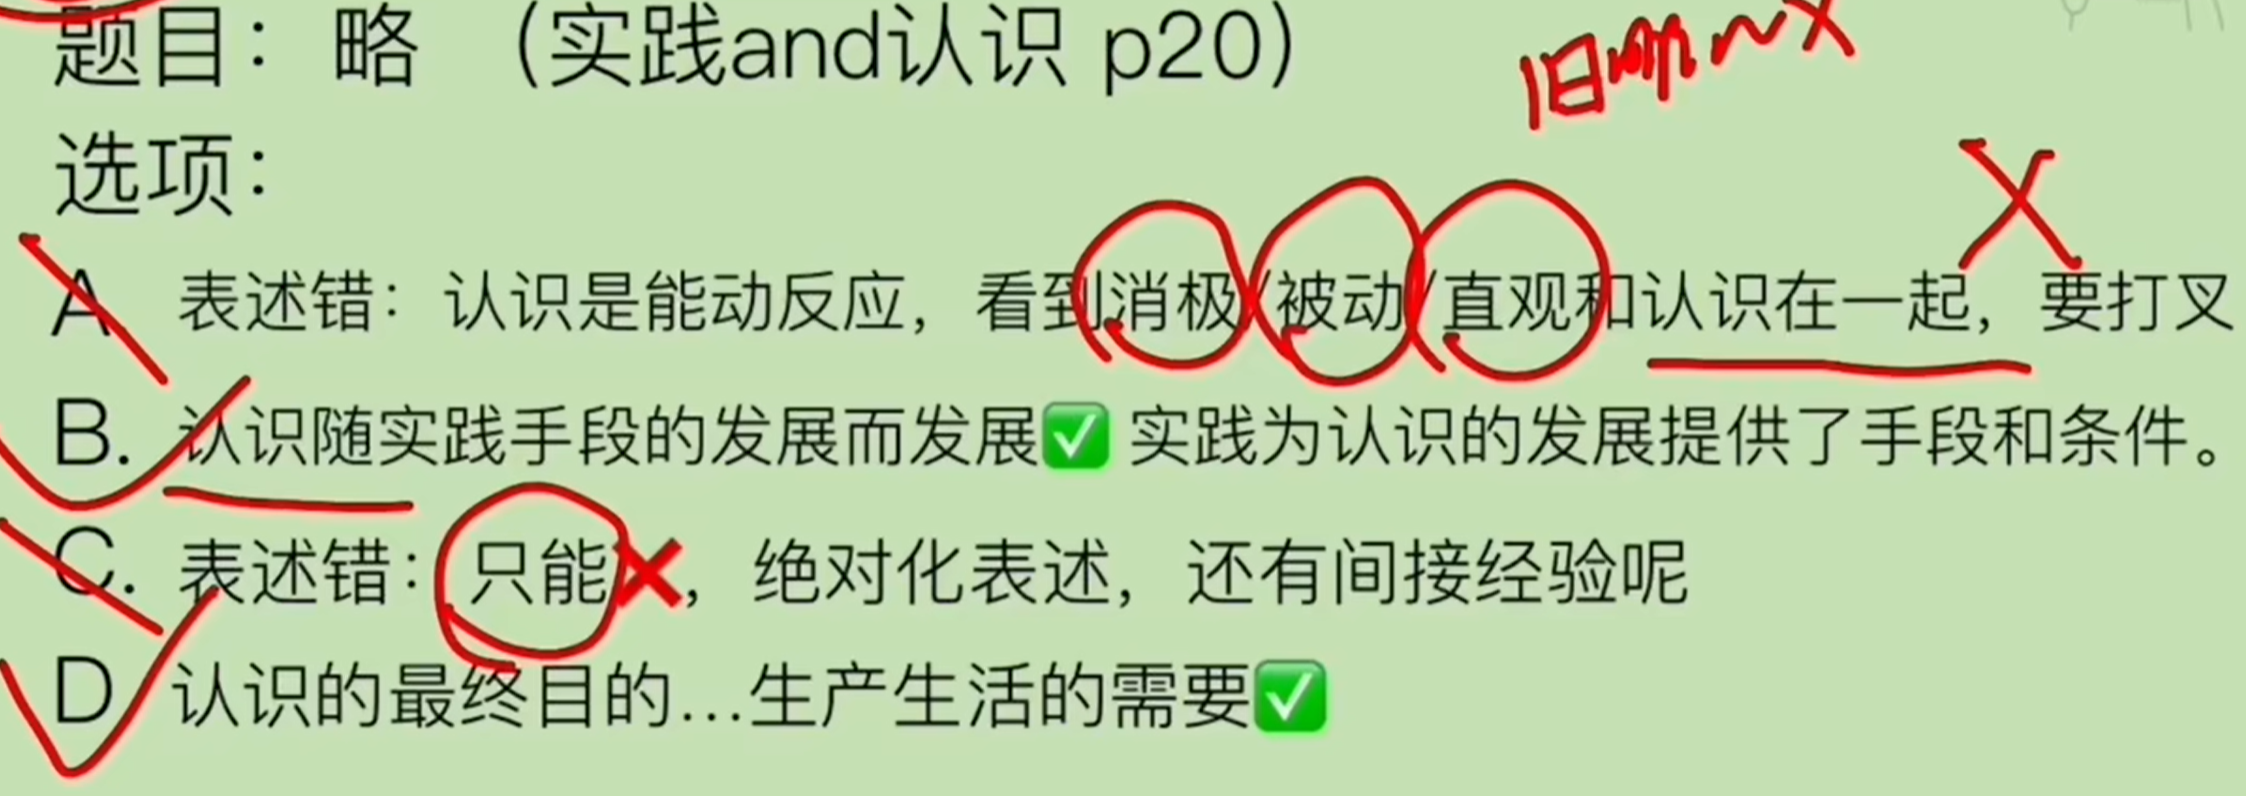 题目：略 （实践and认识 p20）
选项：
A 表述错：认识是能动反应，看到消极/被动/直观和认识在一起，要打叉
B. 认识随实践手段的发展而发展✅ 实践为认识的发展提供了手段和条件。
C. 表述错：只能❌，绝对化表述，还有间接经验呢
D 认识的最终目的…生产生活的需要✅